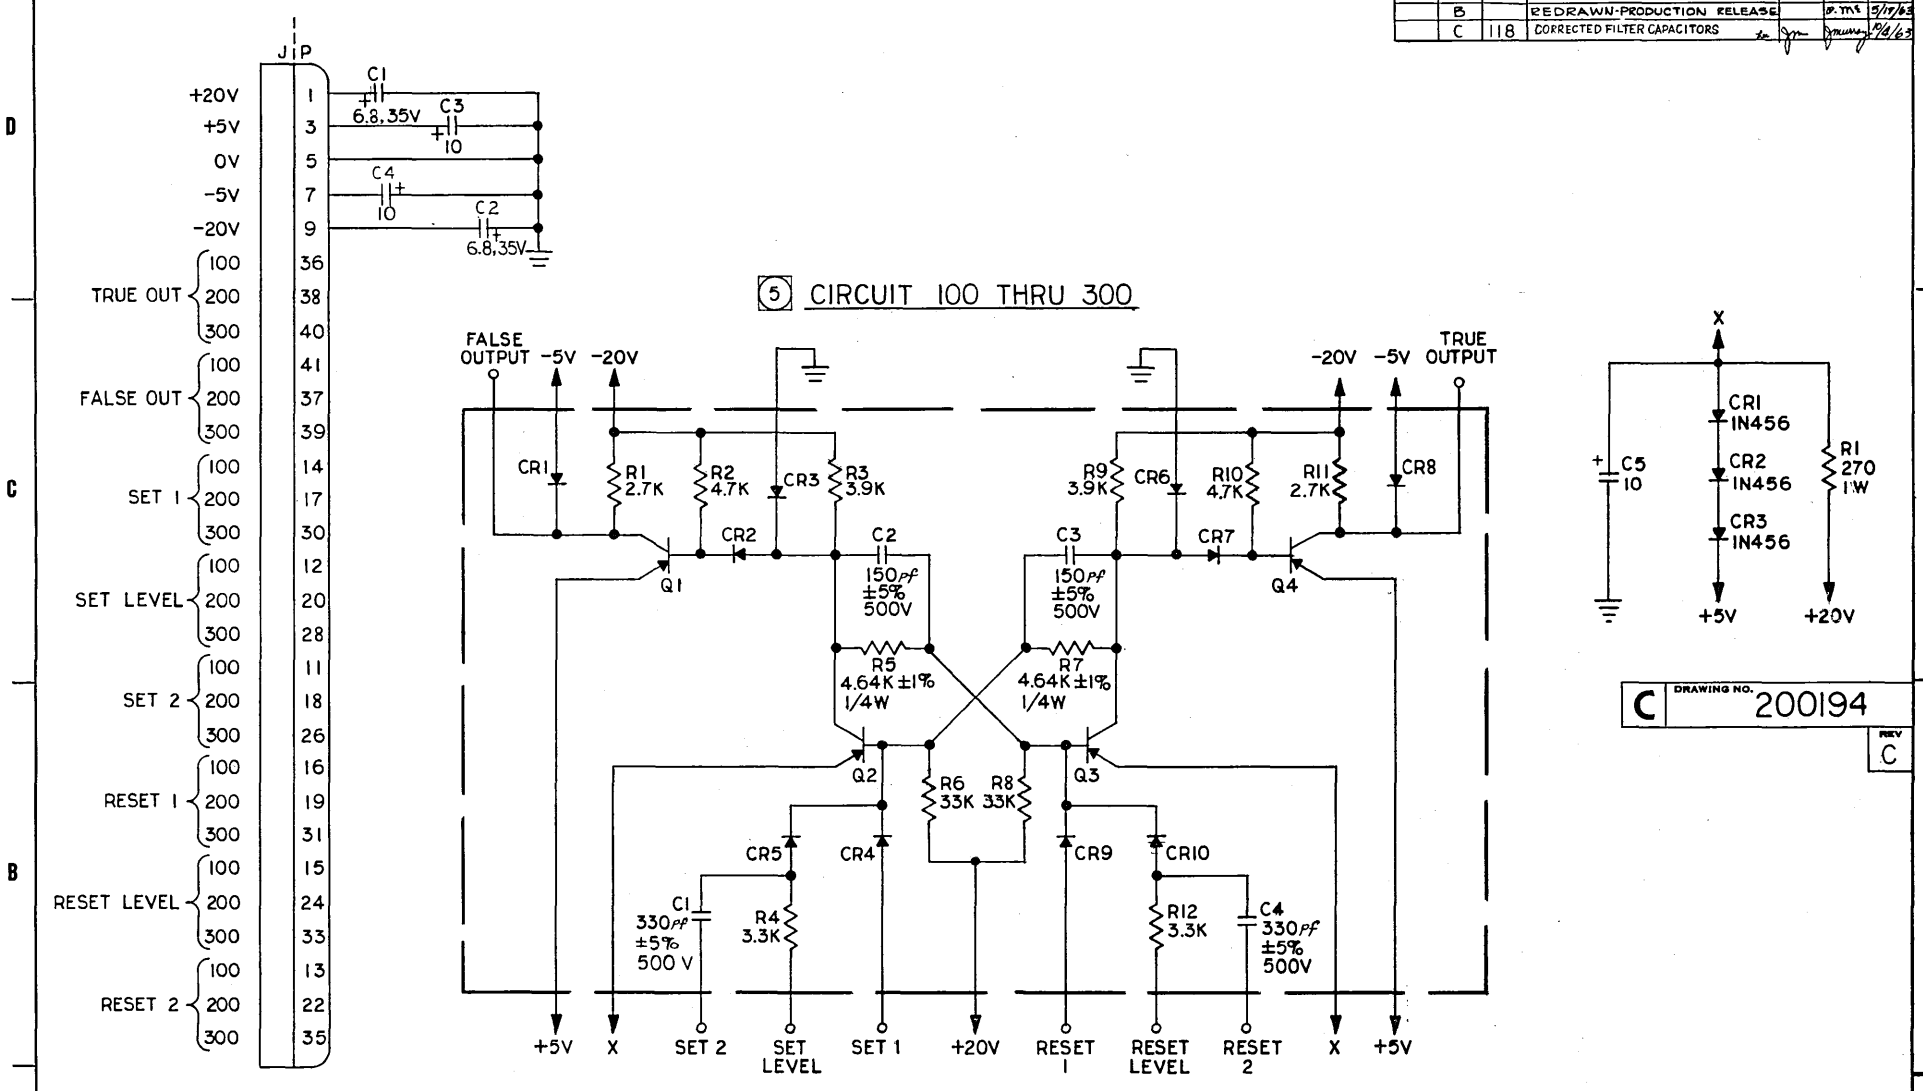 B REDRAWN-PRODUCTION RELEASE D.Mc 5/17/63
C 118 CORRECTED FILTER CAPACITORS
J P
D
+20V 1
C1
+
6.8,35V
+5V 3
C3
+
10
0V 5
-5V 7
C4
+
10
-20V 9
C2
+
6.8,35V
TRUE OUT
100 36
200 38
300 40
FALSE OUT
100 41
200 37
300 39
C
SET 1
100 14
200 17
300 30
SET LEVEL
100 12
200 20
300 28
SET 2
100 11
200 18
300 26
RESET 1
100 16
200 19
300 31
B
RESET LEVEL
100 15
200 24
300 33
RESET 2
100 13
200 22
300 35
5 CIRCUIT 100 THRU 300
FALSE
OUTPUT -5V -20V
TRUE
-20V -5V OUTPUT
CR1
R1
2.7K
R2
4.7K
CR3
R3
3.9K
R9
3.9K
CR6
R10
4.7K
R11
2.7K
CR8
Q1
CR2
C2
150pf
±5%
500V
C3
150pf
±5%
500V
CR7
Q4
R5
4.64K ±1%
1/4W
R7
4.64K ±1%
1/4W
Q2
R6
33K
R8
33K
Q3
CR5
CR4
CR9
CR10
C1
330pf
±5%
500V
R4
3.3K
R12
3.3K
C4
330pf
±5%
500V
+5V X SET 2 SET LEVEL SET 1 +20V RESET 1 RESET LEVEL RESET 2 X +5V
X
CR1
1N456
CR2
1N456
CR3
1N456
+
C5
10
R1
270
1W
+5V
+20V
C DRAWING NO. 200194
REV
C